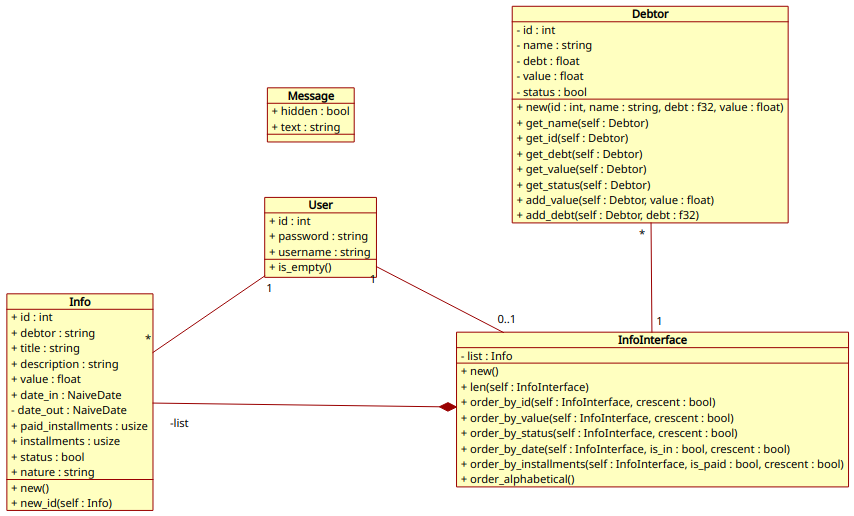 Debtor
- id : int
- name : string
- debt : float
- value : float
- status : bool
+ new(id : int, name : string, debt : f32, value : float)
+ get_name(self : Debtor)
+ get_id(self : Debtor)
+ get_debt(self : Debtor)
+ get_value(self : Debtor)
+ get_status(self : Debtor)
+ add_value(self : Debtor, value : float)
+ add_debt(self : Debtor, debt : f32)
Message
+ hidden : bool
+ text : string
User
+ id : int
+ password : string
+ username : string
+ is_empty()
1
1
*
*
1
0..1
Info
+ id : int
+ debtor : string
+ title : string
+ description : string
+ value : float
+ date_in : NaiveDate
- date_out : NaiveDate
+ paid_installments : usize
+ installments : usize
+ status : bool
+ nature : string
+ new()
+ new_id(self : Info)
-list
InfoInterface
- list : Info
+ new()
+ len(self : InfoInterface)
+ order_by_id(self : InfoInterface, crescent : bool)
+ order_by_value(self : InfoInterface, crescent : bool)
+ order_by_status(self : InfoInterface, crescent : bool)
+ order_by_date(self : InfoInterface, is_in : bool, crescent : bool)
+ order_by_installments(self : InfoInterface, is_paid : bool, crescent : bool)
+ order_alphabetical()